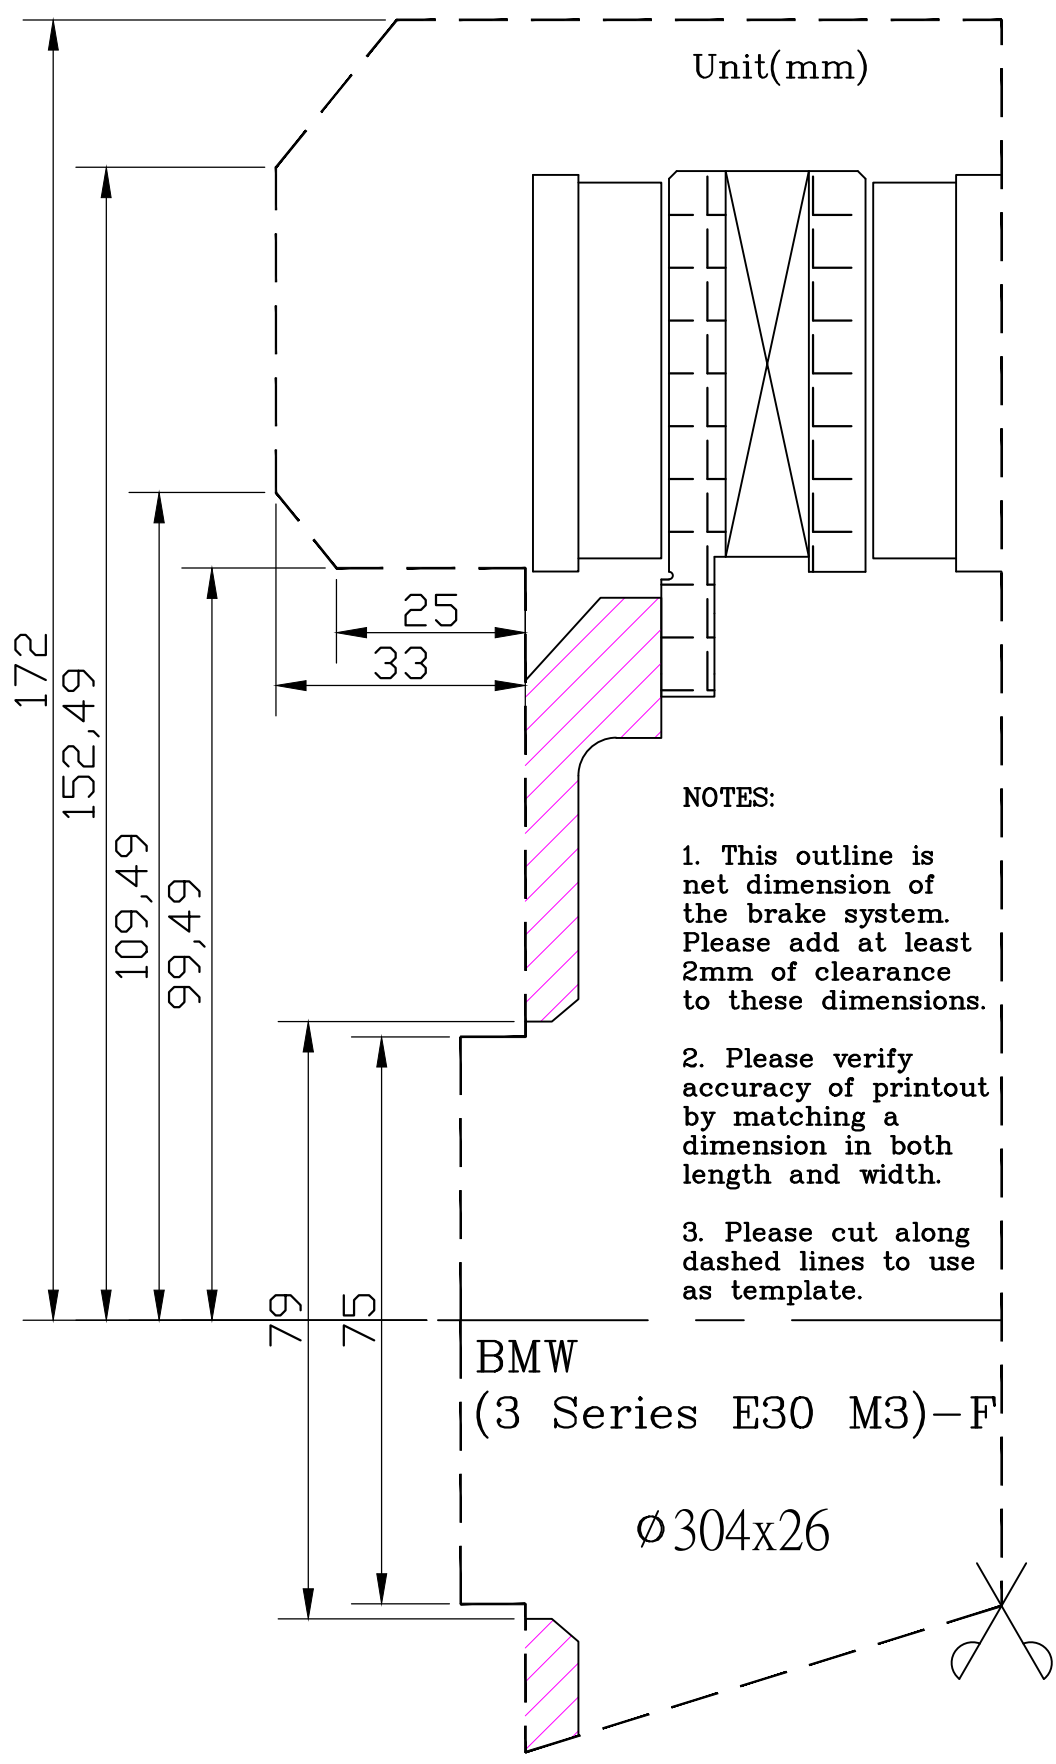 Unit(mm)
172
152,49
109,49
99,49
25
33
NOTES:
1. This outline is
net dimension of
the brake system.
Please add at least
2mm of clearance
to these dimensions.
2. Please verify
accuracy of printout
by matching a
dimension in both
length and width.
3. Please cut along
dashed lines to use
as template.
79
75
BMW
(3 Series E30 M3)-F
Ø304x26